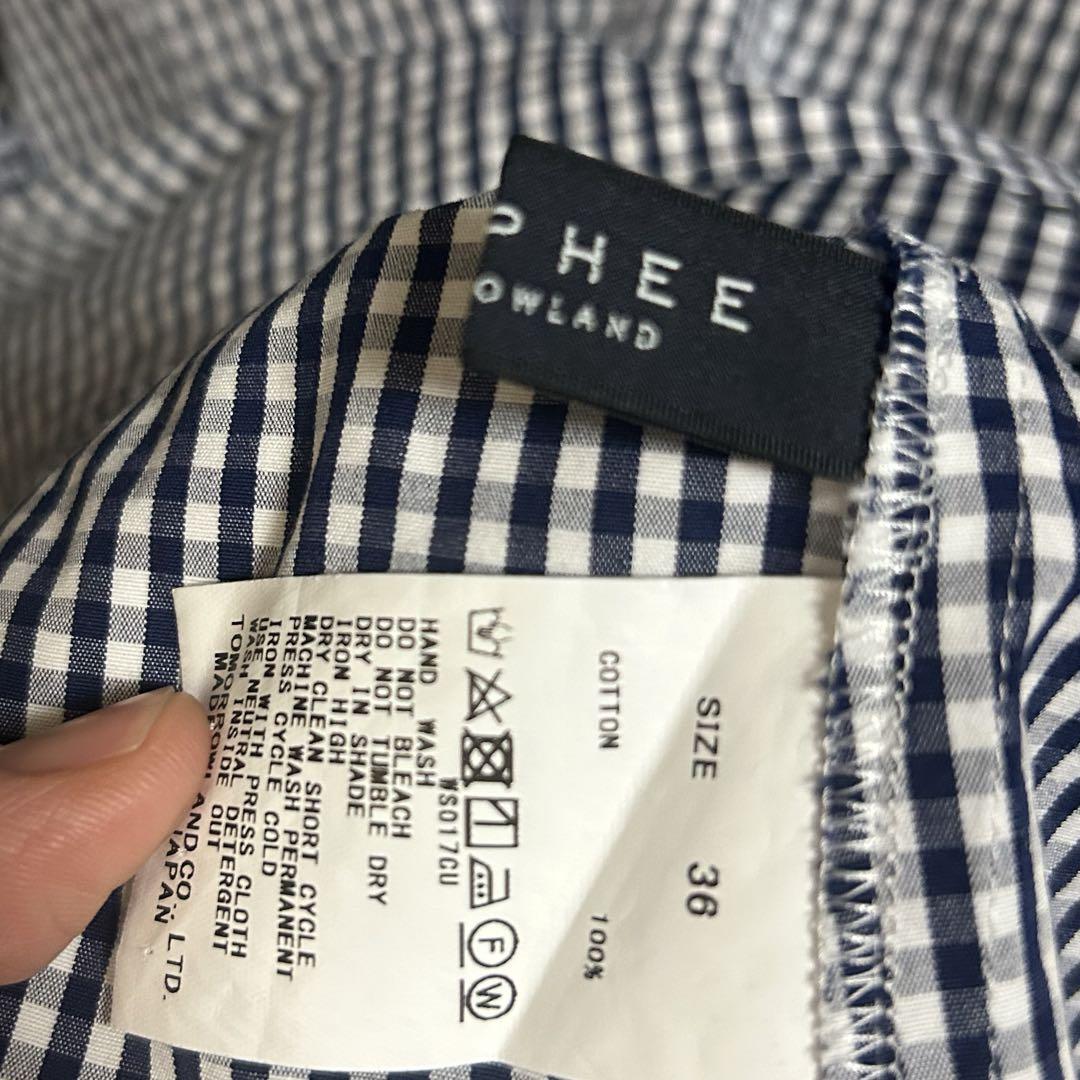 HEE
OWLAND
SIZE 36
COTTON 100%
F W
WS017CU
HAND WASH
DO NOT BLEACH
DO NOT TUMBLE DRY
DRY IN SHADE
IRON HIGH
DRY CLEAN SHORT CYCLE
MACHINE WASH PERMANENT
PRESS CYCLE COLD
IRON WITH PRESS CLOTH
USE NEUTRAL DETERGENT
WASH INSIDE OUT
TOMORROWLAND CO., LTD.
MADE JAPAN